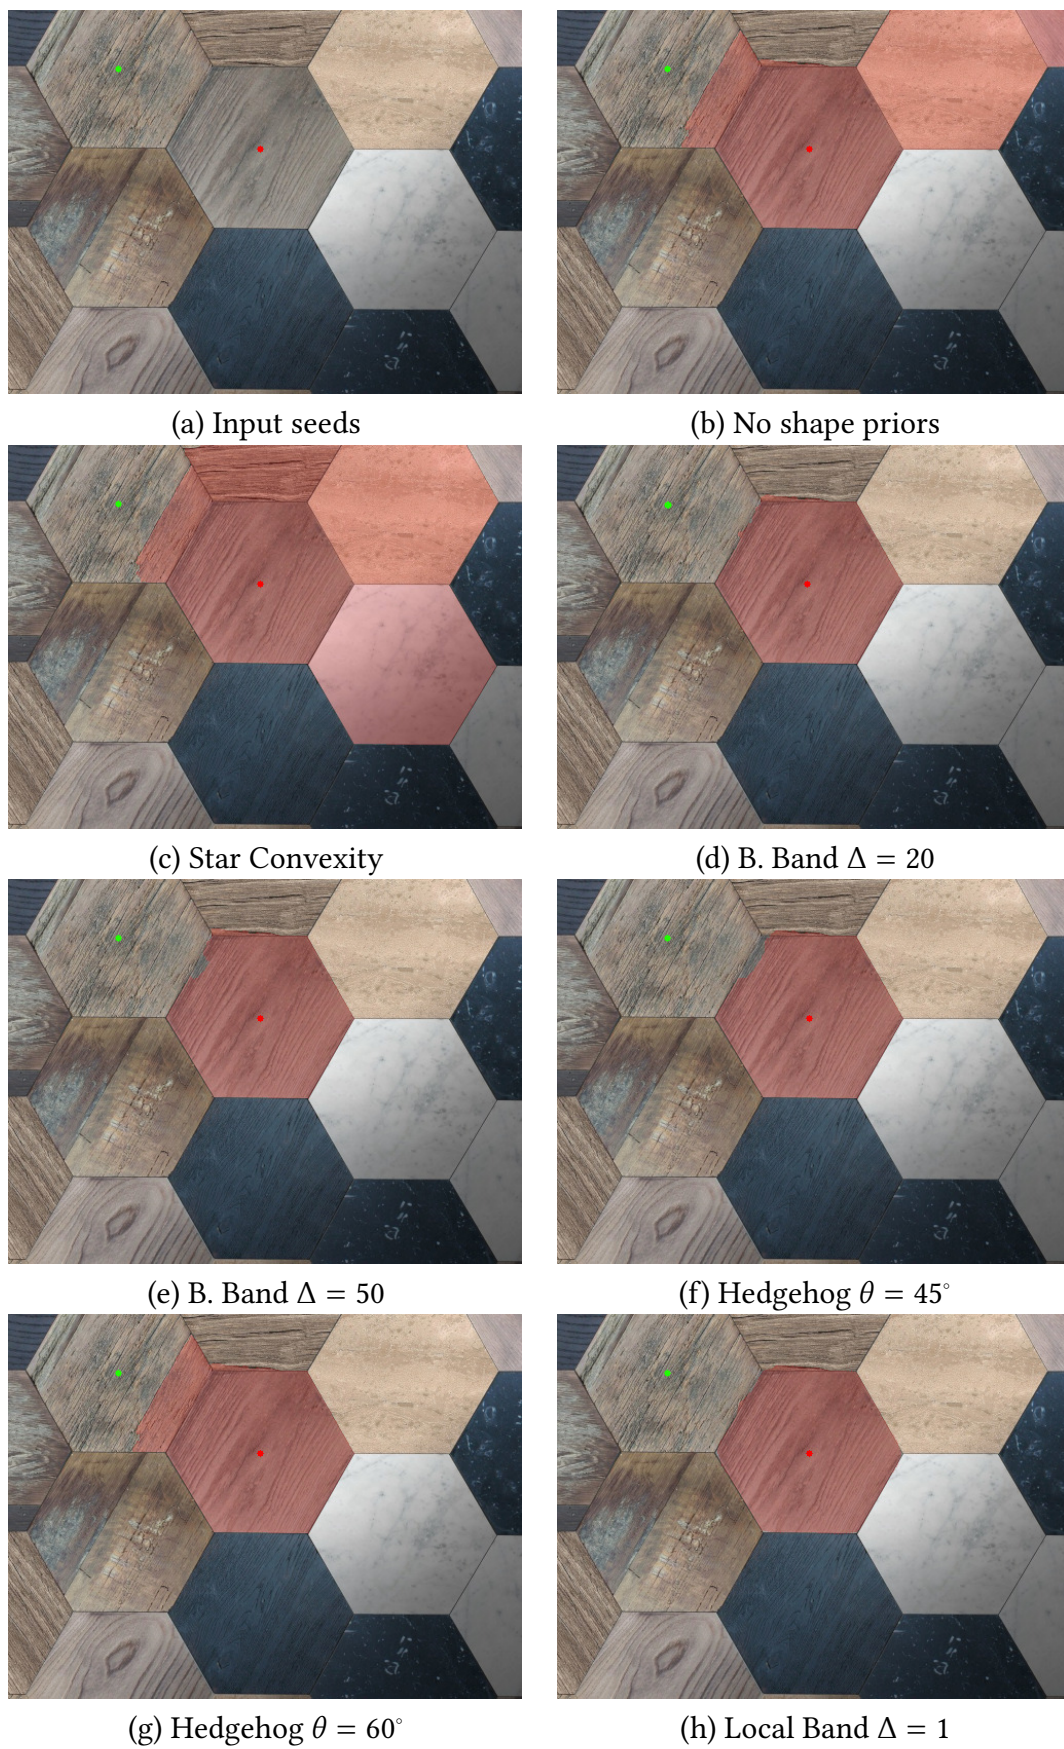 (a) Input seeds
(b) No shape priors
(c) Star Convexity
(d) B. Band Δ = 20
(e) B. Band Δ = 50
(f) Hedgehog θ = 45°
(g) Hedgehog θ = 60°
(h) Local Band Δ = 1